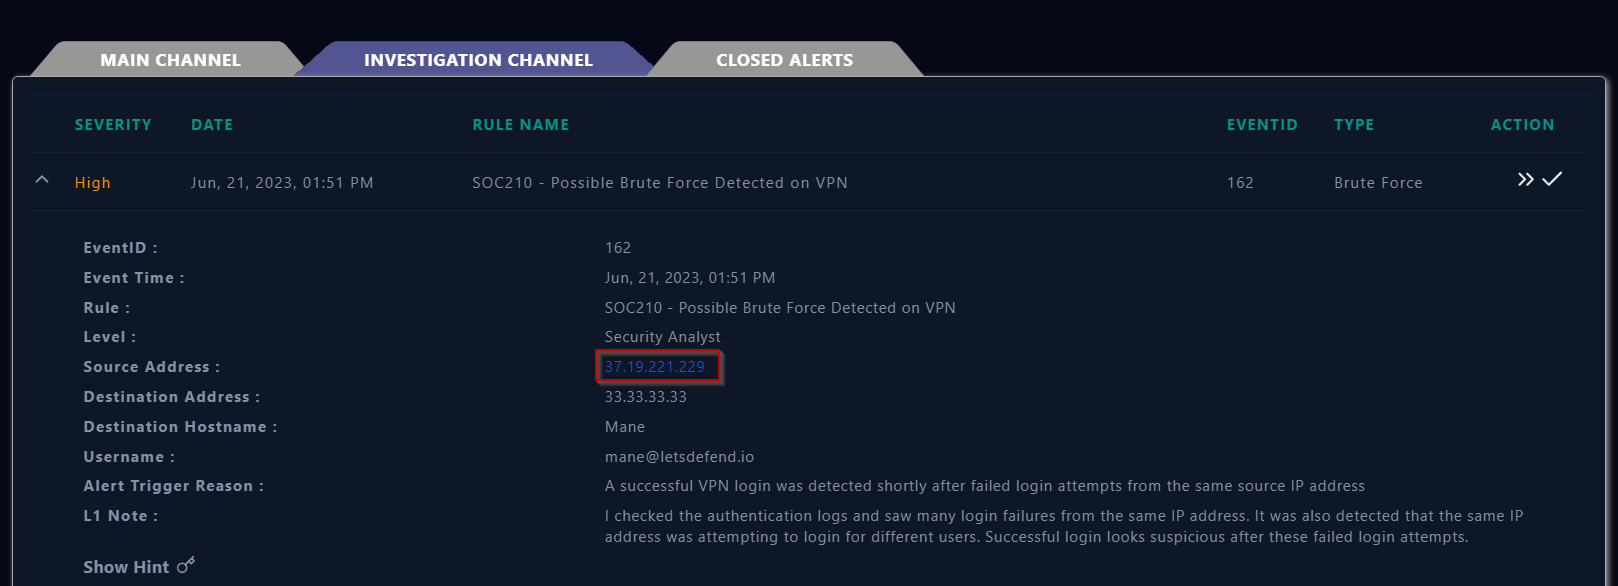 MAIN CHANNEL INVESTIGATION CHANNEL CLOSED ALERTS
SEVERITY DATE RULE NAME EVENTID TYPE ACTION
High Jun, 21, 2023, 01:51 PM SOC210 - Possible Brute Force Detected on VPN 162 Brute Force
EventID : 162
Event Time : Jun, 21, 2023, 01:51 PM
Rule : SOC210 - Possible Brute Force Detected on VPN
Level : Security Analyst
Source Address : 37.19.221.229
Destination Address : 33.33.33.33
Destination Hostname : Mane
Username : mane@letsdefend.io
Alert Trigger Reason : A successful VPN login was detected shortly after failed login attempts from the same source IP address
L1 Note : I checked the authentication logs and saw many login failures from the same IP address. It was also detected that the same IP
address was attempting to login for different users. Successful login looks suspicious after these failed login attempts.
Show Hint